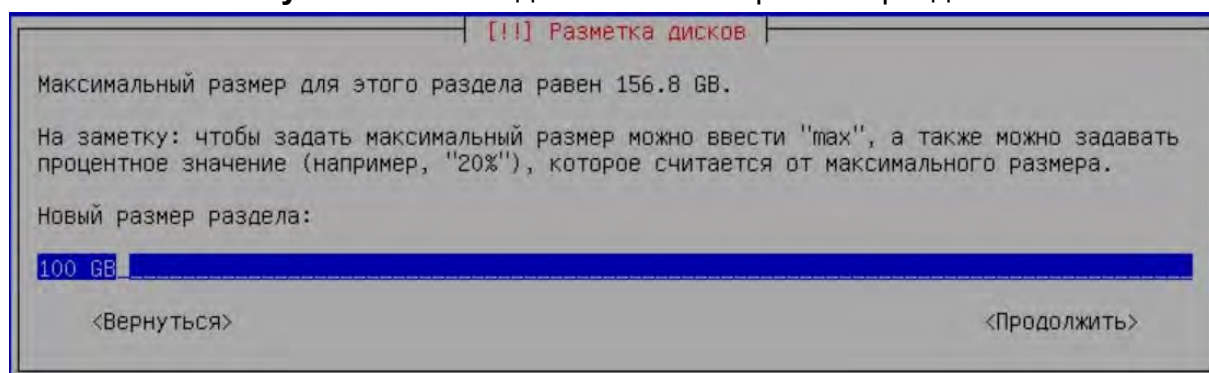 [!!] Разметка дисков
Максимальный размер для этого раздела равен 156.8 GB.
На заметку: чтобы задать максимальный размер можно ввести "max", а также можно задавать
процентное значение (например, "20%"), которое считается от максимального размера.
Новый размер раздела:
100 GB
<Вернуться>
<Продолжить>